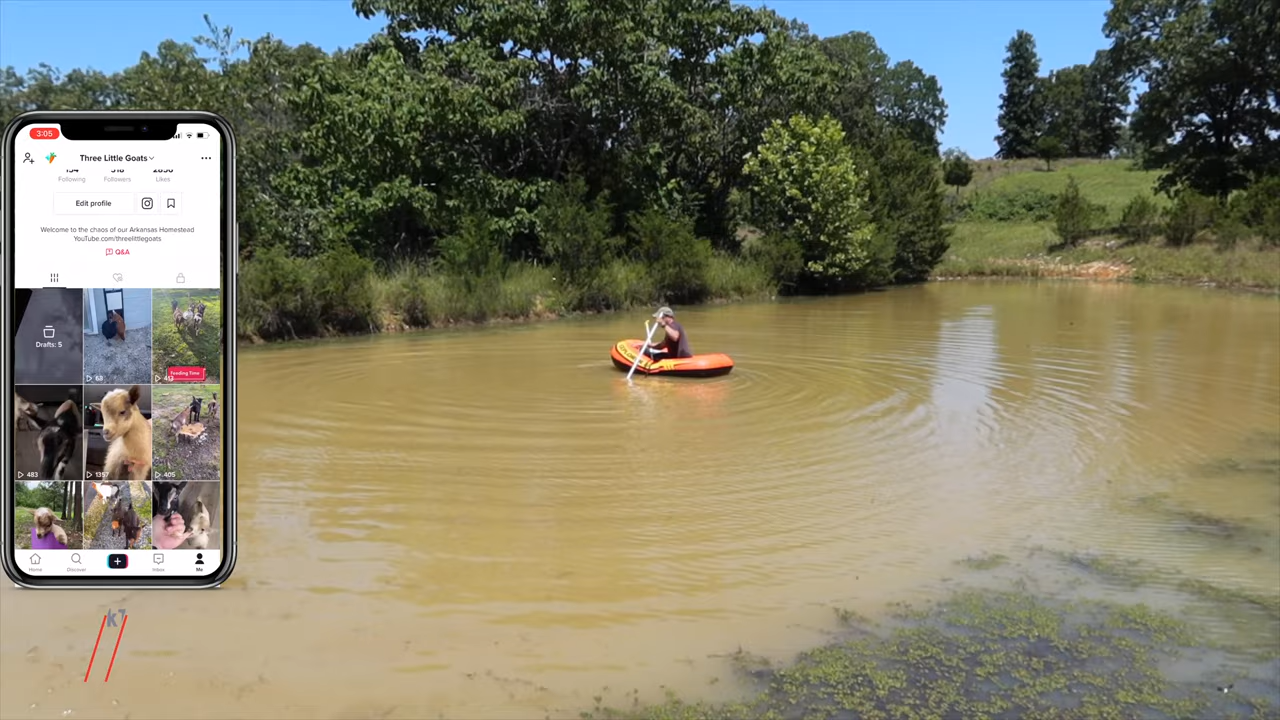 3:05
Three Little Goats
Following
Followers
Likes
Edit profile
Welcome to the chaos of our Arkansas Homestead
YouTube.com/threelittlegoats
Q&A
Drafts: 5
68
Feeding Time
483
1357
405
Home
Discover
Inbox
Me